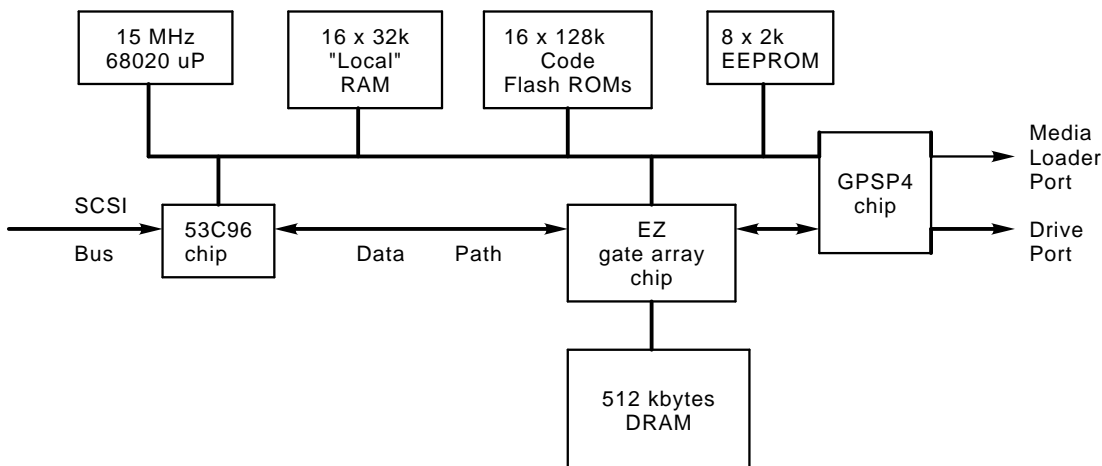 15 MHz
68020 uP
16 x 32k
"Local"
RAM
16 x 128k
Code
Flash ROMs
8 x 2k
EEPROM
GPSP4
chip
Media
Loader
Port
Drive
Port
SCSI
Bus
53C96
chip
Data Path
EZ
gate array
chip
512 kbytes
DRAM